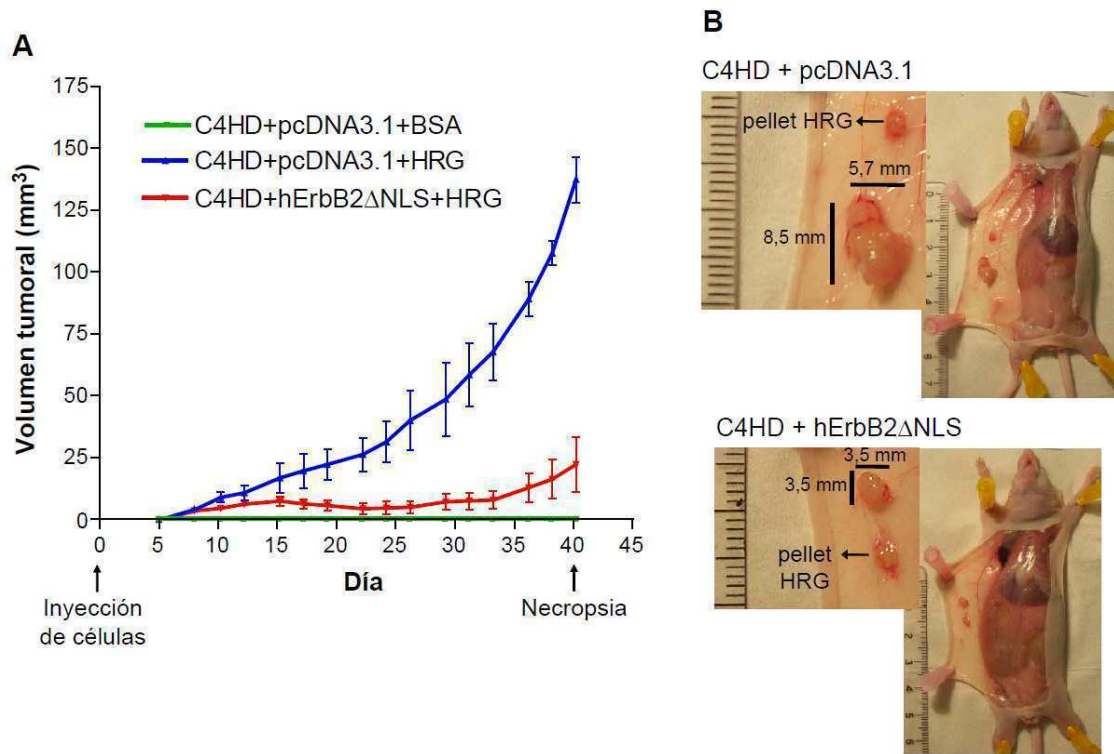 A
Volumen tumoral (mm³)
175
150
125
100
75
50
25
0
C4HD+pcDNA3.1+BSA
C4HD+pcDNA3.1+HRG
C4HD+hErbB2ΔNLS+HRG
0 5 10 15 20 25 30 35 40 45
Día
Inyección
de células
Necropsia
B
C4HD + pcDNA3.1
pellet HRG
5,7 mm
8,5 mm
C4HD + hErbB2ΔNLS
3,5 mm
3,5 mm
pellet
HRG